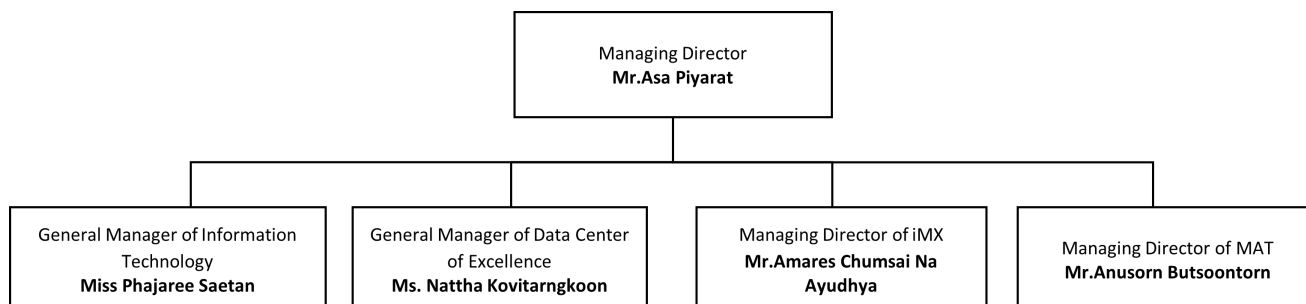 Managing Director
Mr.Asa Piyarat
General Manager of Information
Technology
Miss Phajaree Saetan
General Manager of Data Center
of Excellence
Ms. Nattha Kovitarngkoon
Managing Director of iMX
Mr.Amares Chumsai Na
Ayudhya
Managing Director of MAT
Mr.Anusorn Butsoontorn